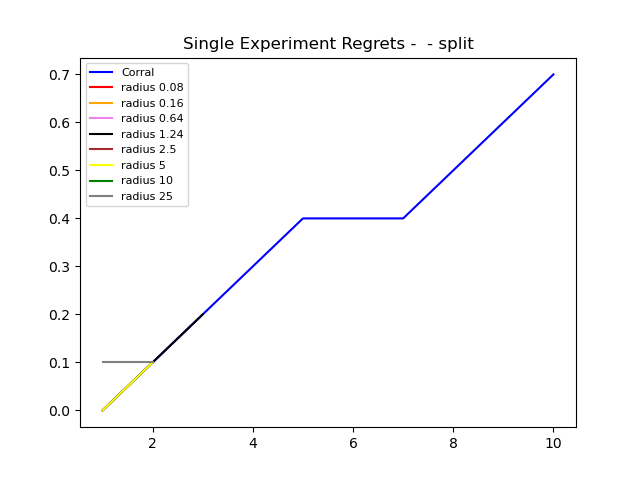 Single Experiment Regrets -  - split
Corral
radius 0.08
radius 0.16
radius 0.64
radius 1.24
radius 2.5
radius 5
radius 10
radius 25
0.7
0.6
0.5
0.4
0.3
0.2
0.1
0.0
2 4 6 8 10